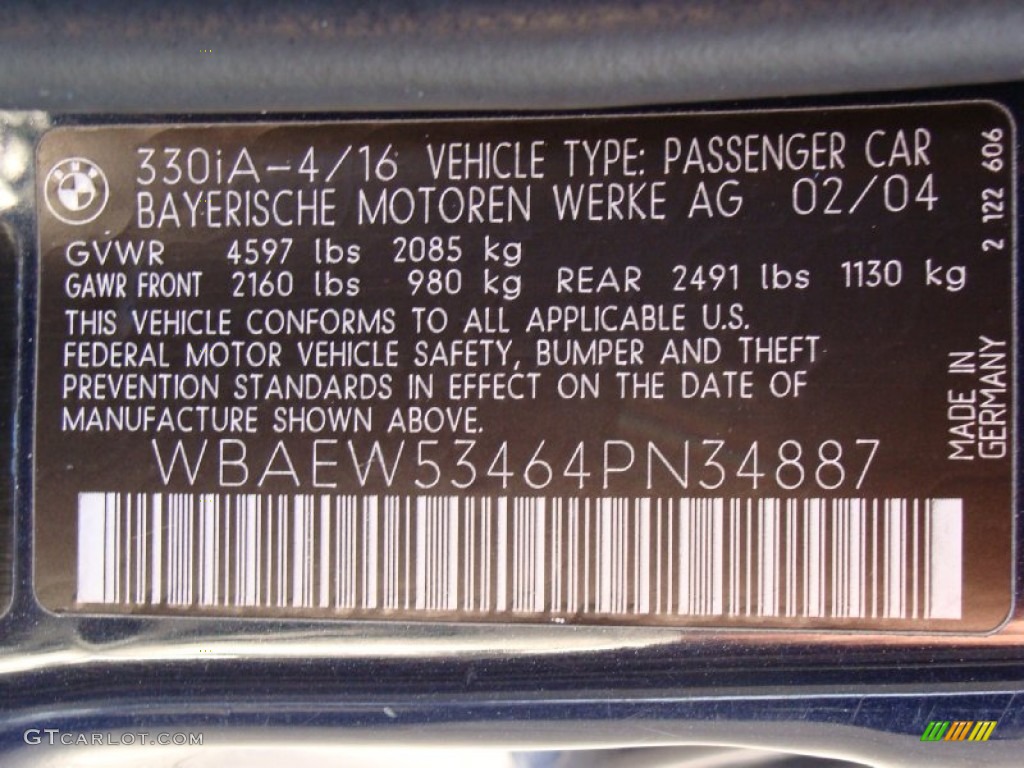 BMW
330iA-4/16 VEHICLE TYPE: PASSENGER CAR
BAYERISCHE MOTOREN WERKE AG 02/04
GVWR 4597 lbs 2085 kg
GAWR FRONT 2160 lbs 980 kg REAR 2491 lbs 1130 kg
THIS VEHICLE CONFORMS TO ALL APPLICABLE U.S.
FEDERAL MOTOR VEHICLE SAFETY, BUMPER AND THEFT
PREVENTION STANDARDS IN EFFECT ON THE DATE OF
MANUFACTURE SHOWN ABOVE.
WBAEW53464PN34887
2 122 606
MADE IN
GERMANY
GTCARLOT.COM